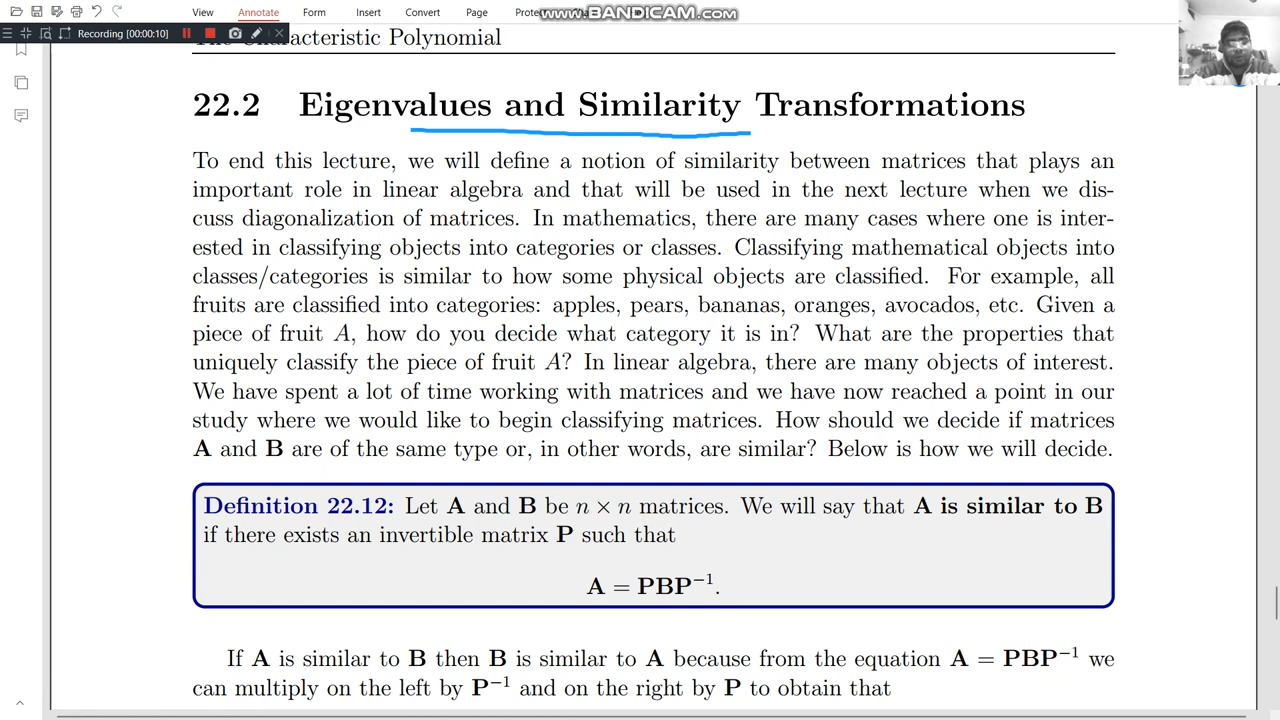 View Annotate Form Insert Convert Page
www.BANDICAM.com
Recording [00:00:10]
Characteristic Polynomial
22.2 Eigenvalues and Similarity Transformations
To end this lecture, we will define a notion of similarity between matrices that plays an
important role in linear algebra and that will be used in the next lecture when we dis-
cuss diagonalization of matrices. In mathematics, there are many cases where one is inter-
ested in classifying objects into categories or classes. Classifying mathematical objects into
classes/categories is similar to how some physical objects are classified. For example, all
fruits are classified into categories: apples, pears, bananas, oranges, avocados, etc. Given a
piece of fruit A, how do you decide what category it is in? What are the properties that
uniquely classify the piece of fruit A? In linear algebra, there are many objects of interest.
We have spent a lot of time working with matrices and we have now reached a point in our
study where we would like to begin classifying matrices. How should we decide if matrices
A and B are of the same type or, in other words, are similar? Below is how we will decide.
Definition 22.12: Let A and B be n × n matrices. We will say that A is similar to B
if there exists an invertible matrix P such that
A = PBP⁻¹.
If A is similar to B then B is similar to A because from the equation A = PBP⁻¹ we
can multiply on the left by P⁻¹ and on the right by P to obtain that